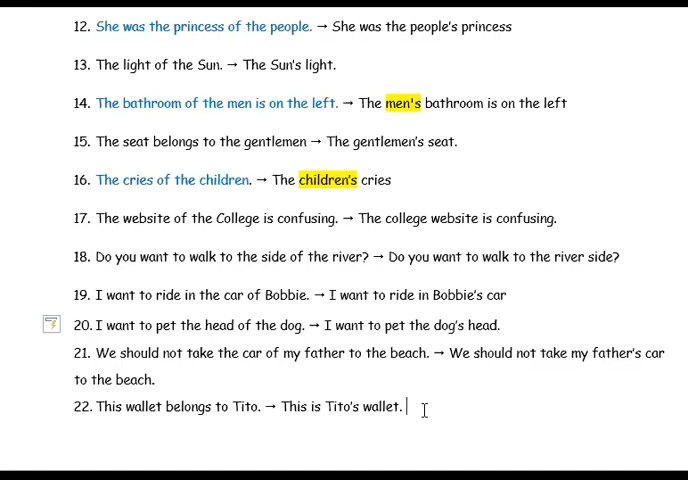 12. She was the princess of the people. → She was the people's princess
13. The light of the Sun. → The Sun's light.
14. The bathroom of the men is on the left. → The men's bathroom is on the left
15. The seat belongs to the gentlemen → The gentlemen's seat.
16. The cries of the children. → The children's cries
17. The website of the College is confusing. → The college website is confusing.
18. Do you want to walk to the side of the river? → Do you want to walk to the river side?
19. I want to ride in the car of Bobbie. → I want to ride in Bobbie's car
20. I want to pet the head of the dog. → I want to pet the dog's head.
21. We should not take the car of my father to the beach. → We should not take my father's car
to the beach.
22. This wallet belongs to Tito. → This is Tito's wallet.